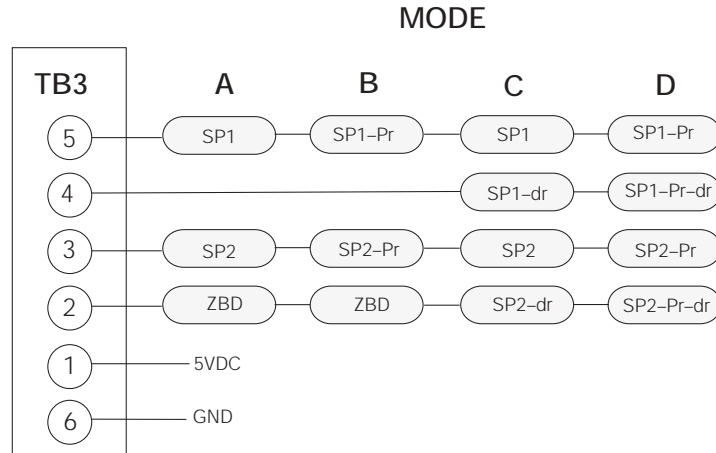 MODE
TB3 A B C D
5 SP1 SP1–Pr SP1 SP1–Pr
4 SP1–dr SP1–Pr–dr
3 SP2 SP2–Pr SP2 SP2–Pr
2 ZBD ZBD SP2–dr SP2–Pr–dr
1 5VDC
6 GND